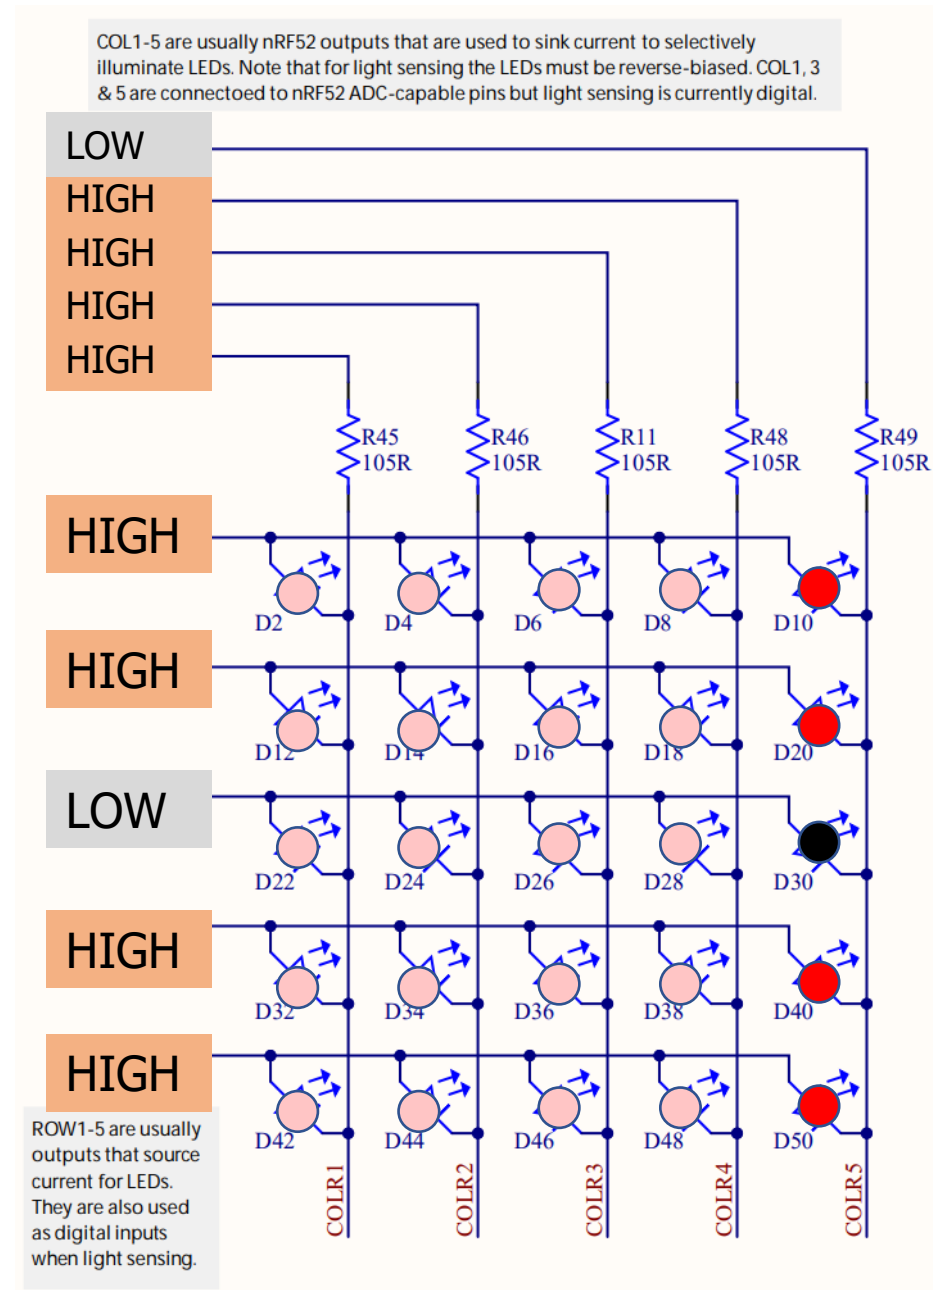 COL1-5 are usually nRF52 outputs that are used to sink current to selectively
illuminate LEDs. Note that for light sensing the LEDs must be reverse-biased. COL1, 3
& 5 are connectoed to nRF52 ADC-capable pins but light sensing is currently digital.
LOW
HIGH
HIGH
HIGH
HIGH
R45 R46 R11 R48 R49
105R 105R 105R 105R 105R
HIGH
D2 D4 D6 D8 D10
HIGH
D12 D14 D16 D18 D20
LOW
D22 D24 D26 D28 D30
HIGH
D32 D34 D36 D38 D40
HIGH
D42 D44 D46 D48 D50
ROW1-5 are usually
outputs that source
current for LEDs.
They are also used
as digital inputs
when light sensing.
COLR1 COLR2 COLR3 COLR4 COLR5